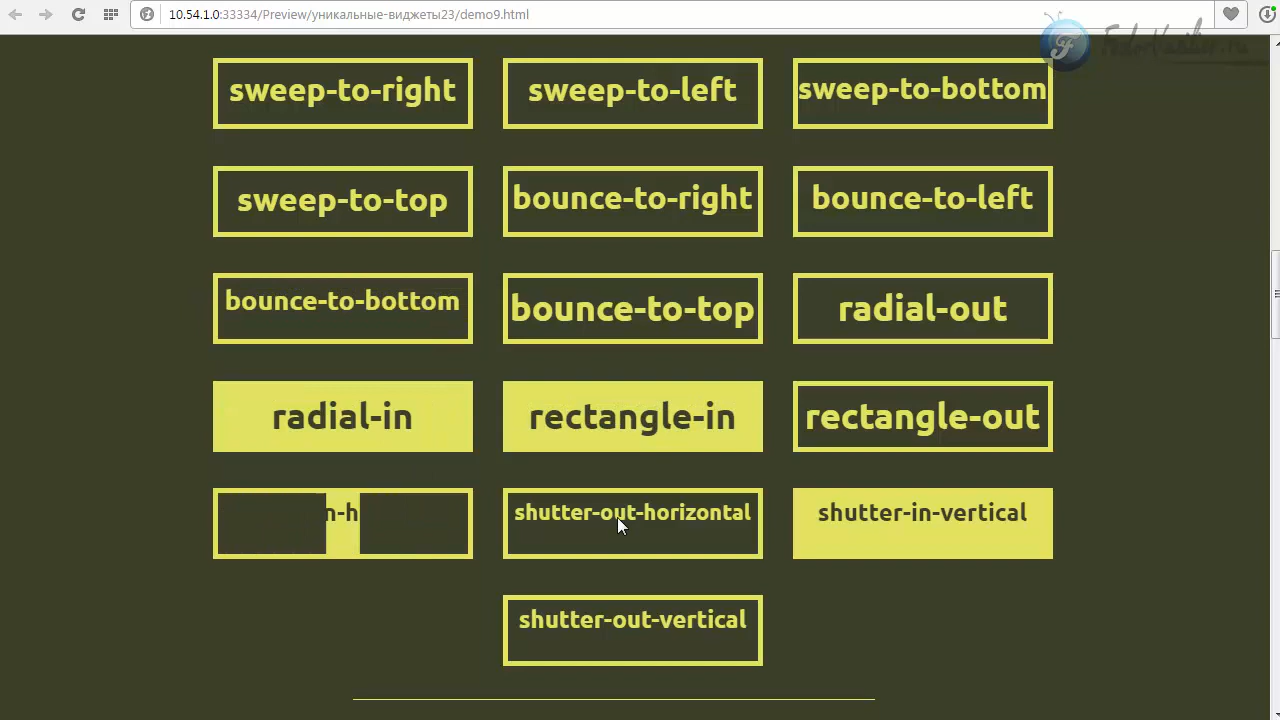 10.54.1.0:33334/Preview/уникальные-виджеты23/demo9.html
FedorVasilev.ru
sweep-to-right
sweep-to-left
sweep-to-bottom
sweep-to-top
bounce-to-right
bounce-to-left
bounce-to-bottom
bounce-to-top
radial-out
radial-in
rectangle-in
rectangle-out
n-h
shutter-out-horizontal
shutter-in-vertical
shutter-out-vertical